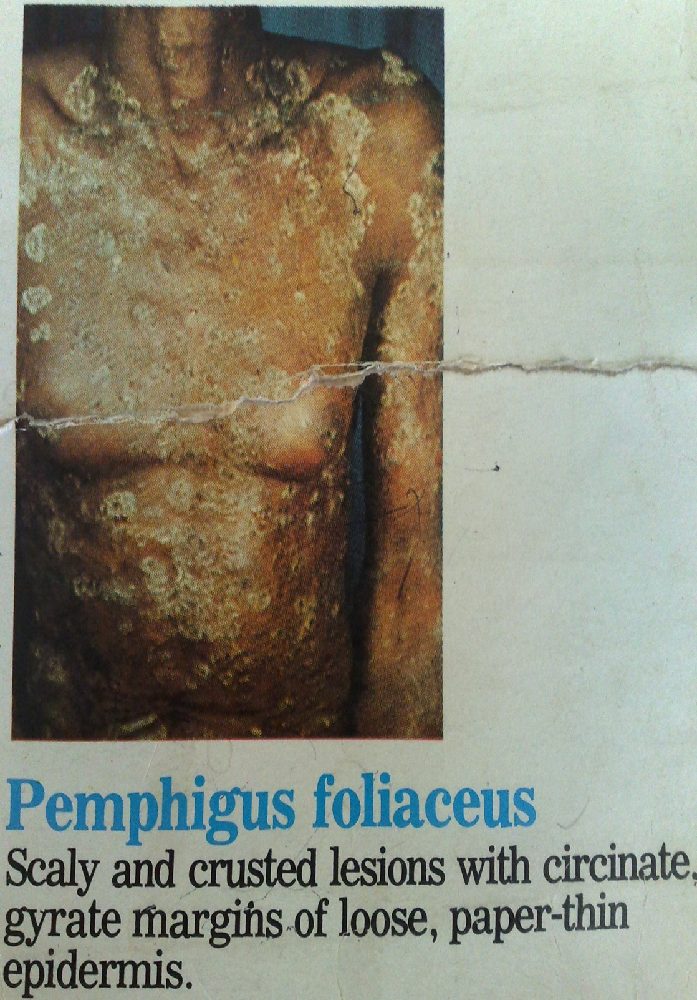 Pemphigus foliaceus
Scaly and crusted lesions with circinate,
gyrate margins of loose, paper-thin
epidermis.